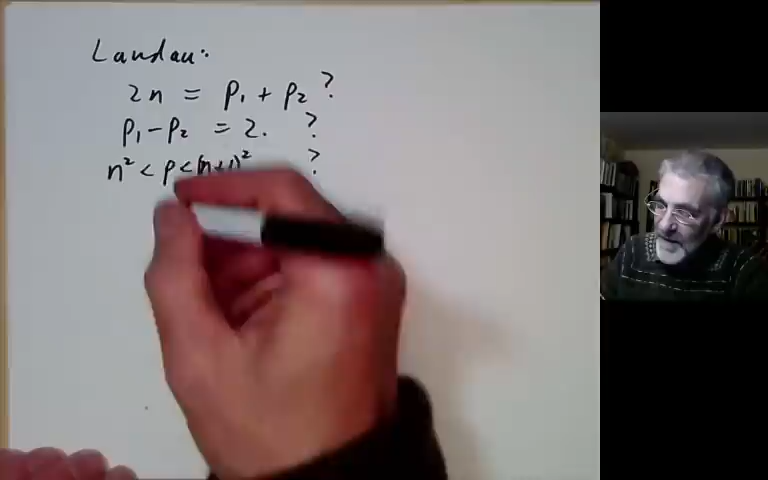 Landau:
2n = p₁ + p₂ ?
p₁ - p₂ = 2. ?
n² < p < (n+1)² ?